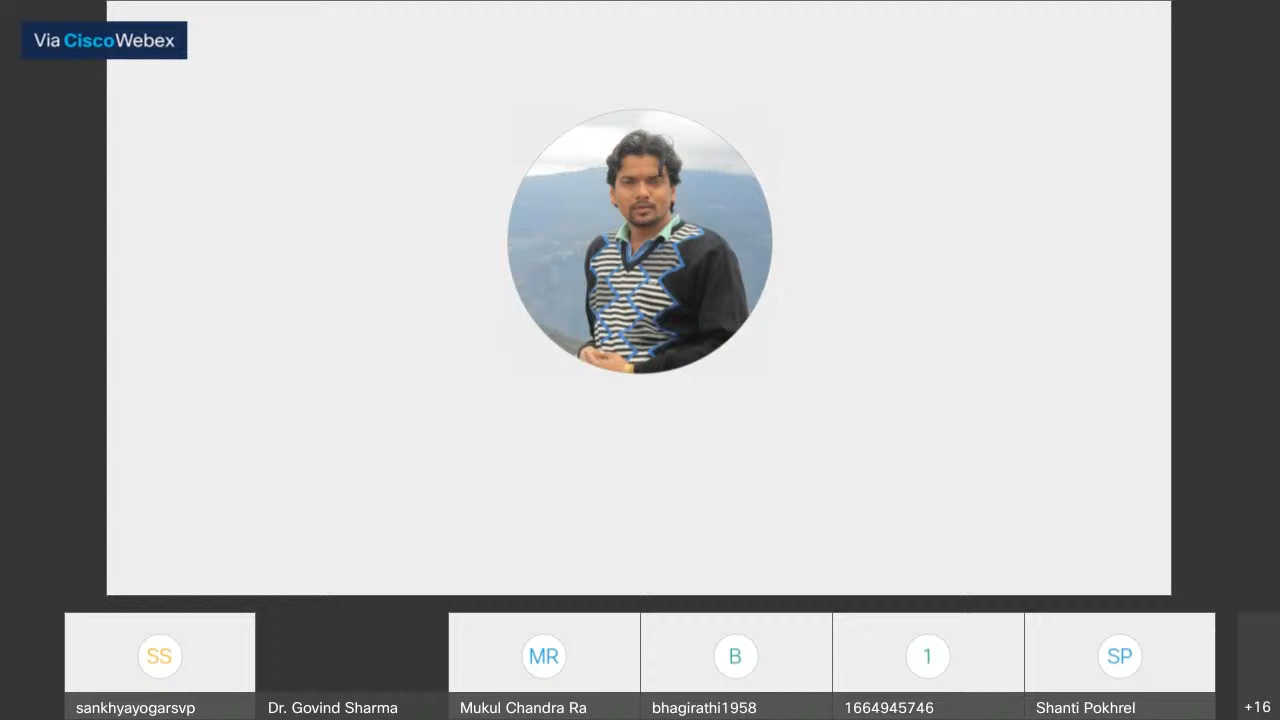 Via CiscoWebex
SS
MR
B
1
SP
sankhyayogarsvp
Dr. Govind Sharma
Mukul Chandra Ra
bhagirathi1958
1664945746
Shanti Pokhrel
+16